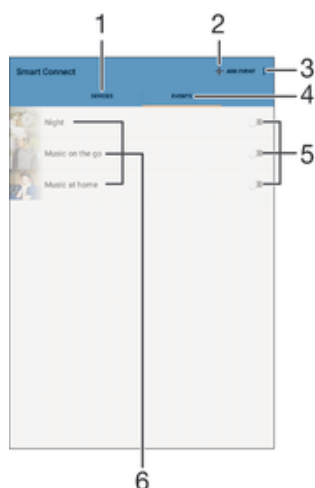 1
2
Smart Connect
ADD EVENT
3
DEVICES
EVENTS
4
Night
Music on the go
5
Music at home
6